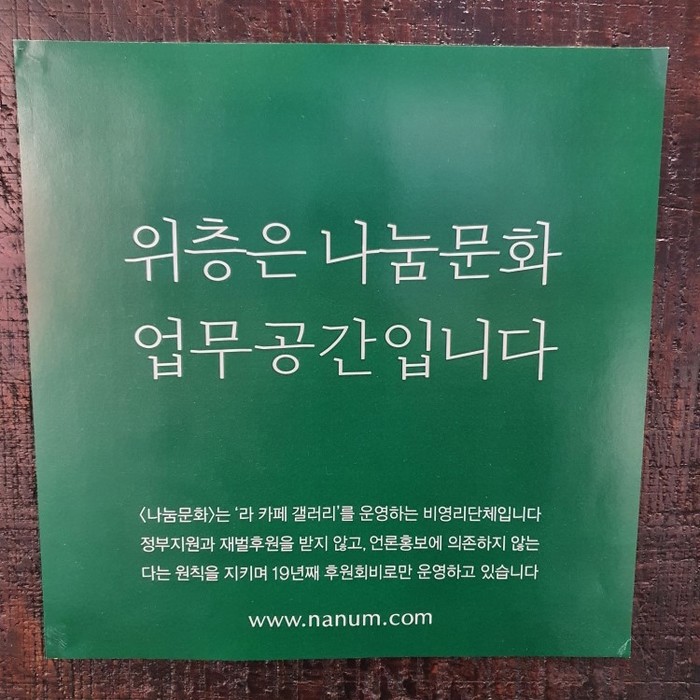 위층은 나눔문화
업무공간입니다
<나눔문화>는 '라 카페 갤러리'를 운영하는 비영리단체입니다
정부지원과 재벌후원을 받지 않고, 언론홍보에 의존하지 않는
다는 원칙을 지키며 19년째 후원회비로만 운영하고 있습니다
www.nanum.com